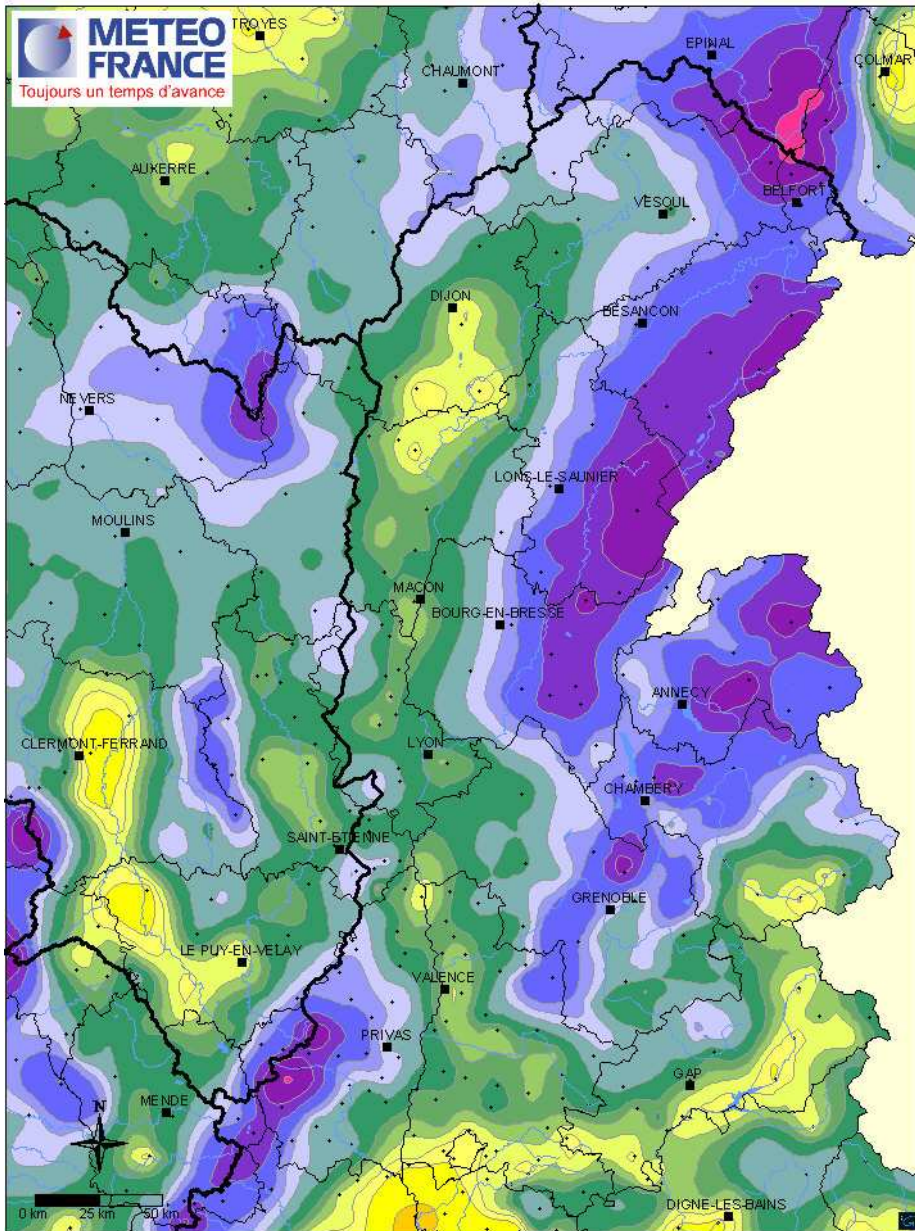 METEO
FRANCE
Toujours un temps d'avance
TROYES
EPINAL
COLMAR
CHAUMONT
AUXERRE
VESOUL
BELFORT
DIJON
BESANCON
NEVERS
LONS-LE-SAUNIER
MOULINS
MACON
BOURG-EN-BRESSE
ANNECY
CLERMONT-FERRAND
LYON
CHAMBERY
SAINT-ETIENNE
GRENOBLE
LE PUY-EN-VELAY
VALENCE
PRIVAS
GAP
MENDE
N
0 km 25 km 50 km
DIGNE-LES-BAINS